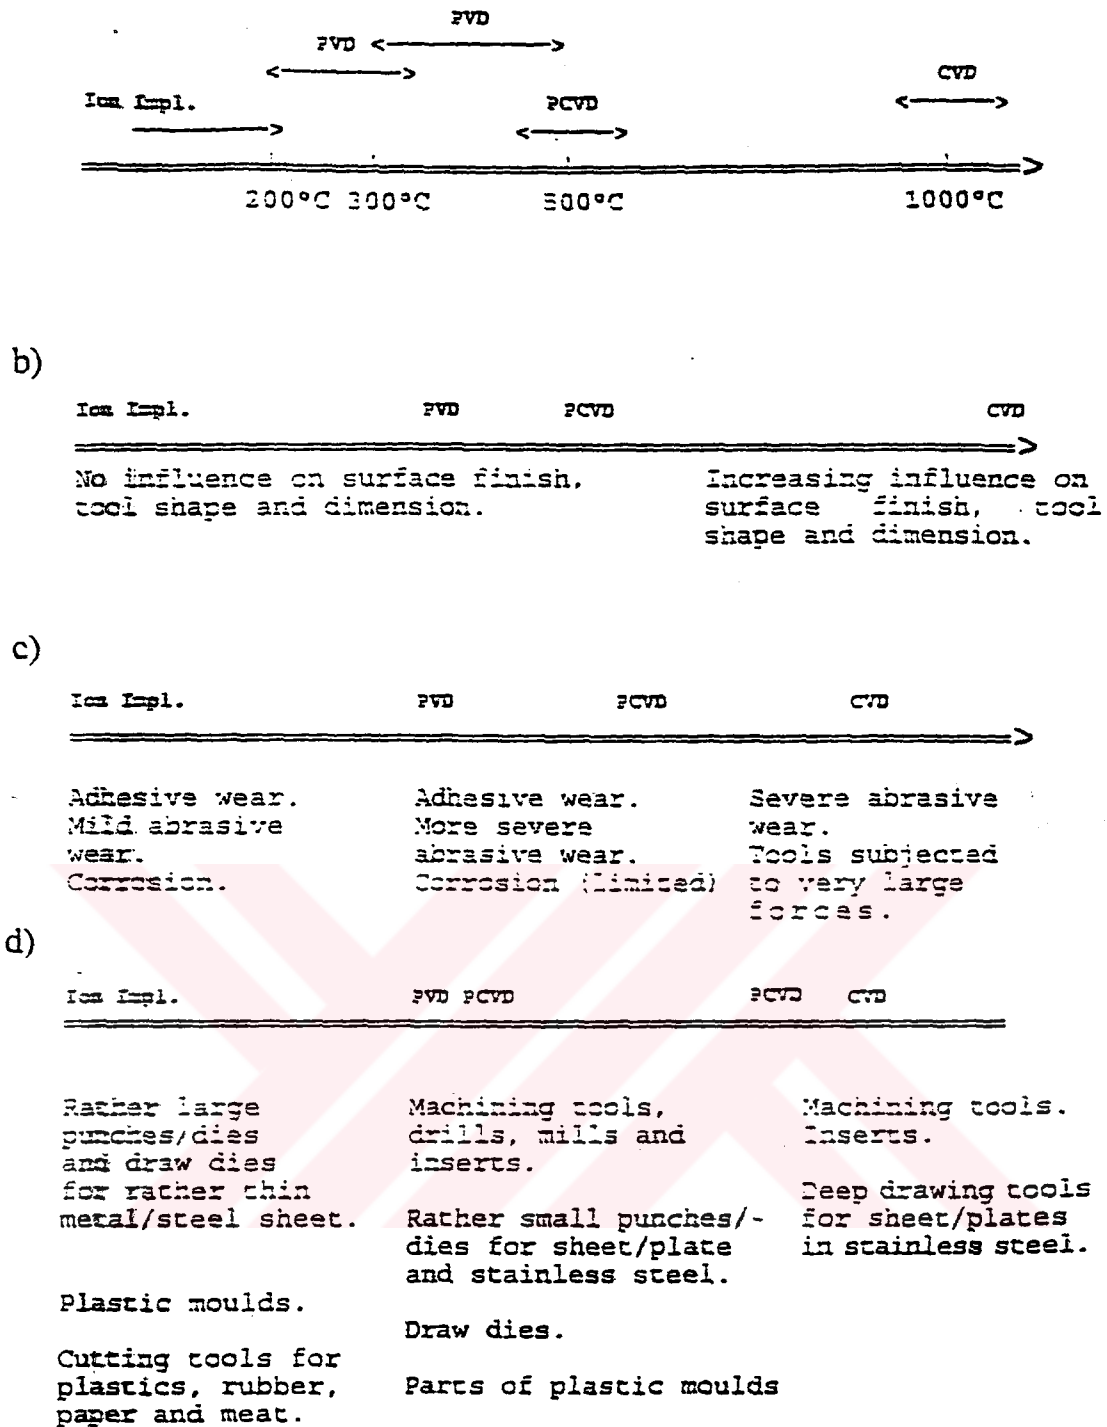 PVD
PVD
CVD
Ion Impl.
PCVD
200°C 300°C 500°C 1000°C
b)
Ion Impl. PVD PCVD CVD
No influence on surface finish,
tool shape and dimension.
Increasing influence on
surface finish, tool
shape and dimension.
c)
Ion Impl. PVD PCVD CVD
Adhesive wear.
Mild abrasive
wear.
Corrosion.
Adhesive wear.
More severe
abrasive wear.
Corrosion (limited)
Severe abrasive
wear.
Tools subjected
to very large
forces.
d)
Ion Impl. PVD PCVD PCVD CVD
Rather large
punches/dies
and draw dies
for rather thin
metal/steel sheet.
Plastic moulds.
Cutting tools for
plastics, rubber,
paper and meat.
Machining tools,
drills, mills and
inserts.
Rather small punches/-
dies for sheet/plate
and stainless steel.
Draw dies.
Parts of plastic moulds
Machining tools.
Inserts.
Deep drawing tools
for sheet/plates
in stainless steel.